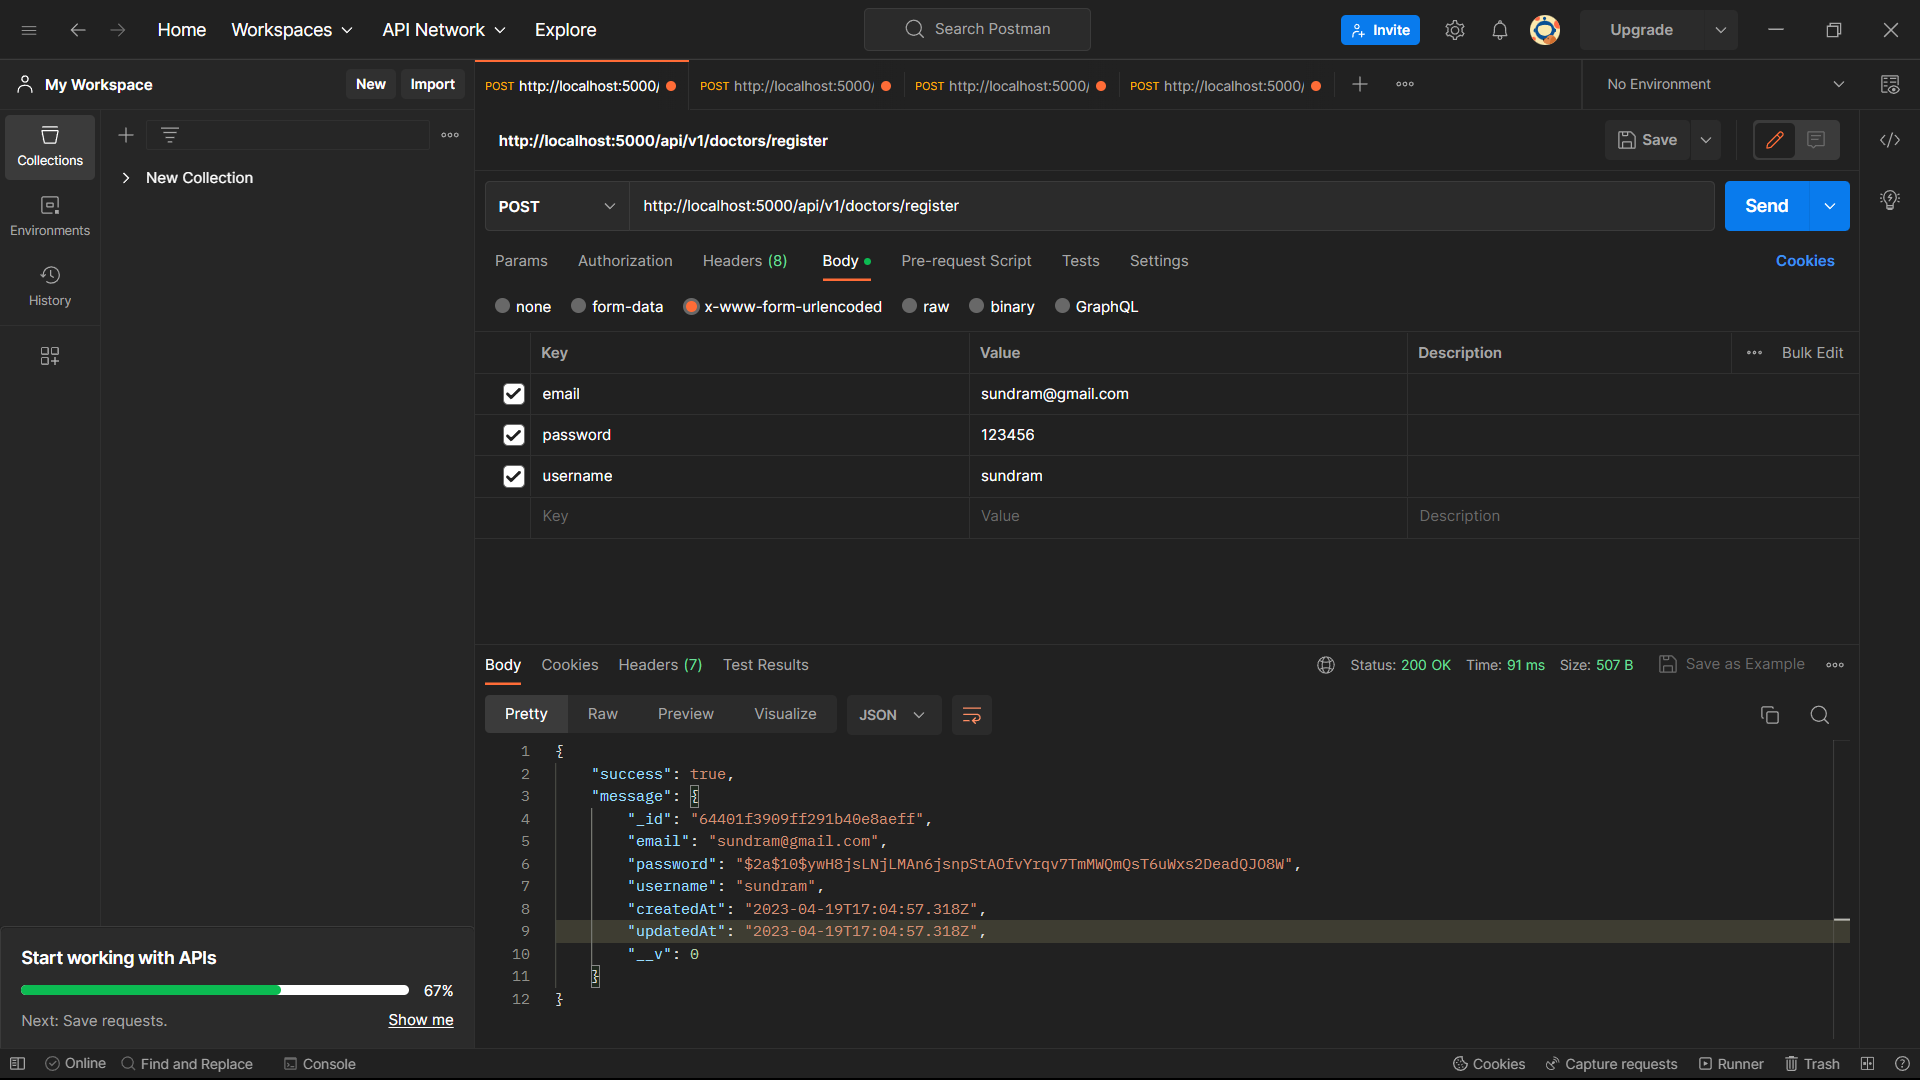 Home Workspaces API Network Explore Search Postman Invite Upgrade
My Workspace New Import POST http://localhost:5000/ POST http://localhost:5000/ POST http://localhost:5000/ POST http://localhost:5000/ No Environment
Collections
Environments
History
New Collection
http://localhost:5000/api/v1/doctors/register Save
POST http://localhost:5000/api/v1/doctors/register Send
Params Authorization Headers (8) Body Pre-request Script Tests Settings Cookies
none form-data x-www-form-urlencoded raw binary GraphQL
Key Value Description Bulk Edit
email sundram@gmail.com
password 123456
username sundram
Key Value Description
Body Cookies Headers (7) Test Results Status: 200 OK Time: 91 ms Size: 507 B Save as Example
Pretty Raw Preview Visualize JSON
1 {
2 "success": true,
3 "message": {
4 "_id": "64401f3909ff291b40e8aeff",
5 "email": "sundram@gmail.com",
6 "password": "$2a$10$ywH8jsLNjLMAn6jsnpStAOfvYrqv7TmMWQmQsT6uWxs2DeadQJO8W",
7 "username": "sundram",
8 "createdAt": "2023-04-19T17:04:57.318Z",
9 "updatedAt": "2023-04-19T17:04:57.318Z",
10 "__v": 0
11 }
12 }
Start working with APIs
67%
Next: Save requests. Show me
Online Find and Replace Console Cookies Capture requests Runner Trash